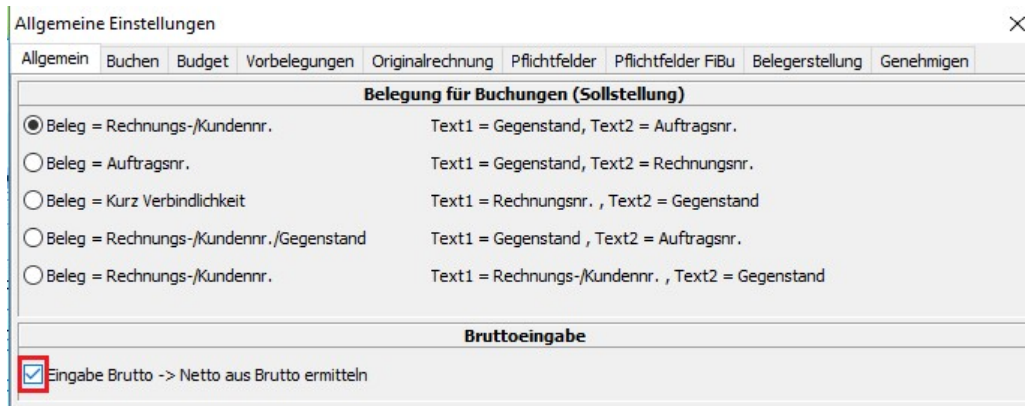 Allgemeine Einstellungen
Allgemein Buchen Budget Vorbelegungen Originalrechnung Pflichtfelder Pflichtfelder FiBu Belegerstellung Genehmigen
Belegung für Buchungen (Sollstellung)
Beleg = Rechnungs-/Kundennr. Text1 = Gegenstand, Text2 = Auftragsnr.
Beleg = Auftragsnr. Text1 = Gegenstand, Text2 = Rechnungsnr.
Beleg = Kurz Verbindlichkeit Text1 = Rechnungsnr. , Text2 = Gegenstand
Beleg = Rechnungs-/Kundennr./Gegenstand Text1 = Gegenstand , Text2 = Auftragsnr.
Beleg = Rechnungs-/Kundennr. Text1 = Rechnungs-/Kundennr. , Text2 = Gegenstand
Bruttoeingabe
Eingabe Brutto -> Netto aus Brutto ermitteln